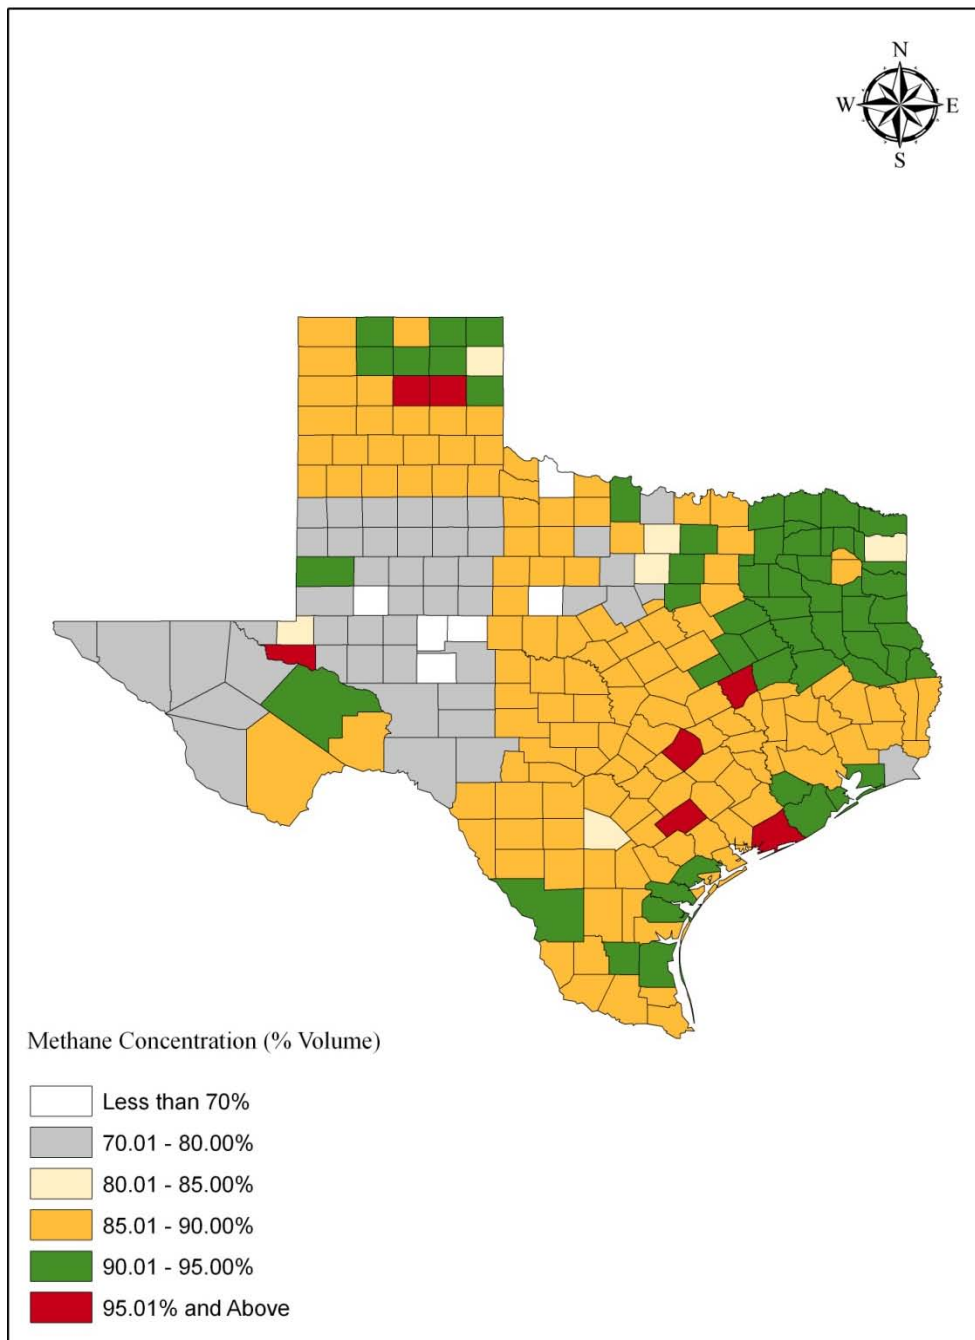 N
W E
S
Methane Concentration (% Volume)
Less than 70%
70.01 - 80.00%
80.01 - 85.00%
85.01 - 90.00%
90.01 - 95.00%
95.01% and Above